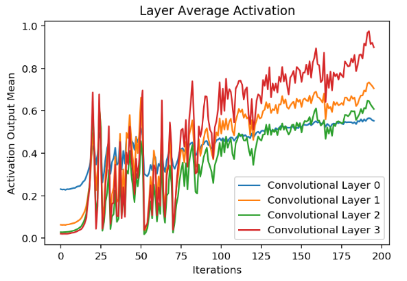 Layer Average Activation
1.0
0.8
0.6
0.4
0.2
0.0
Activation Output Mean
0
25
50
75
100
125
150
175
200
Iterations
Convolutional Layer 0
Convolutional Layer 1
Convolutional Layer 2
Convolutional Layer 3